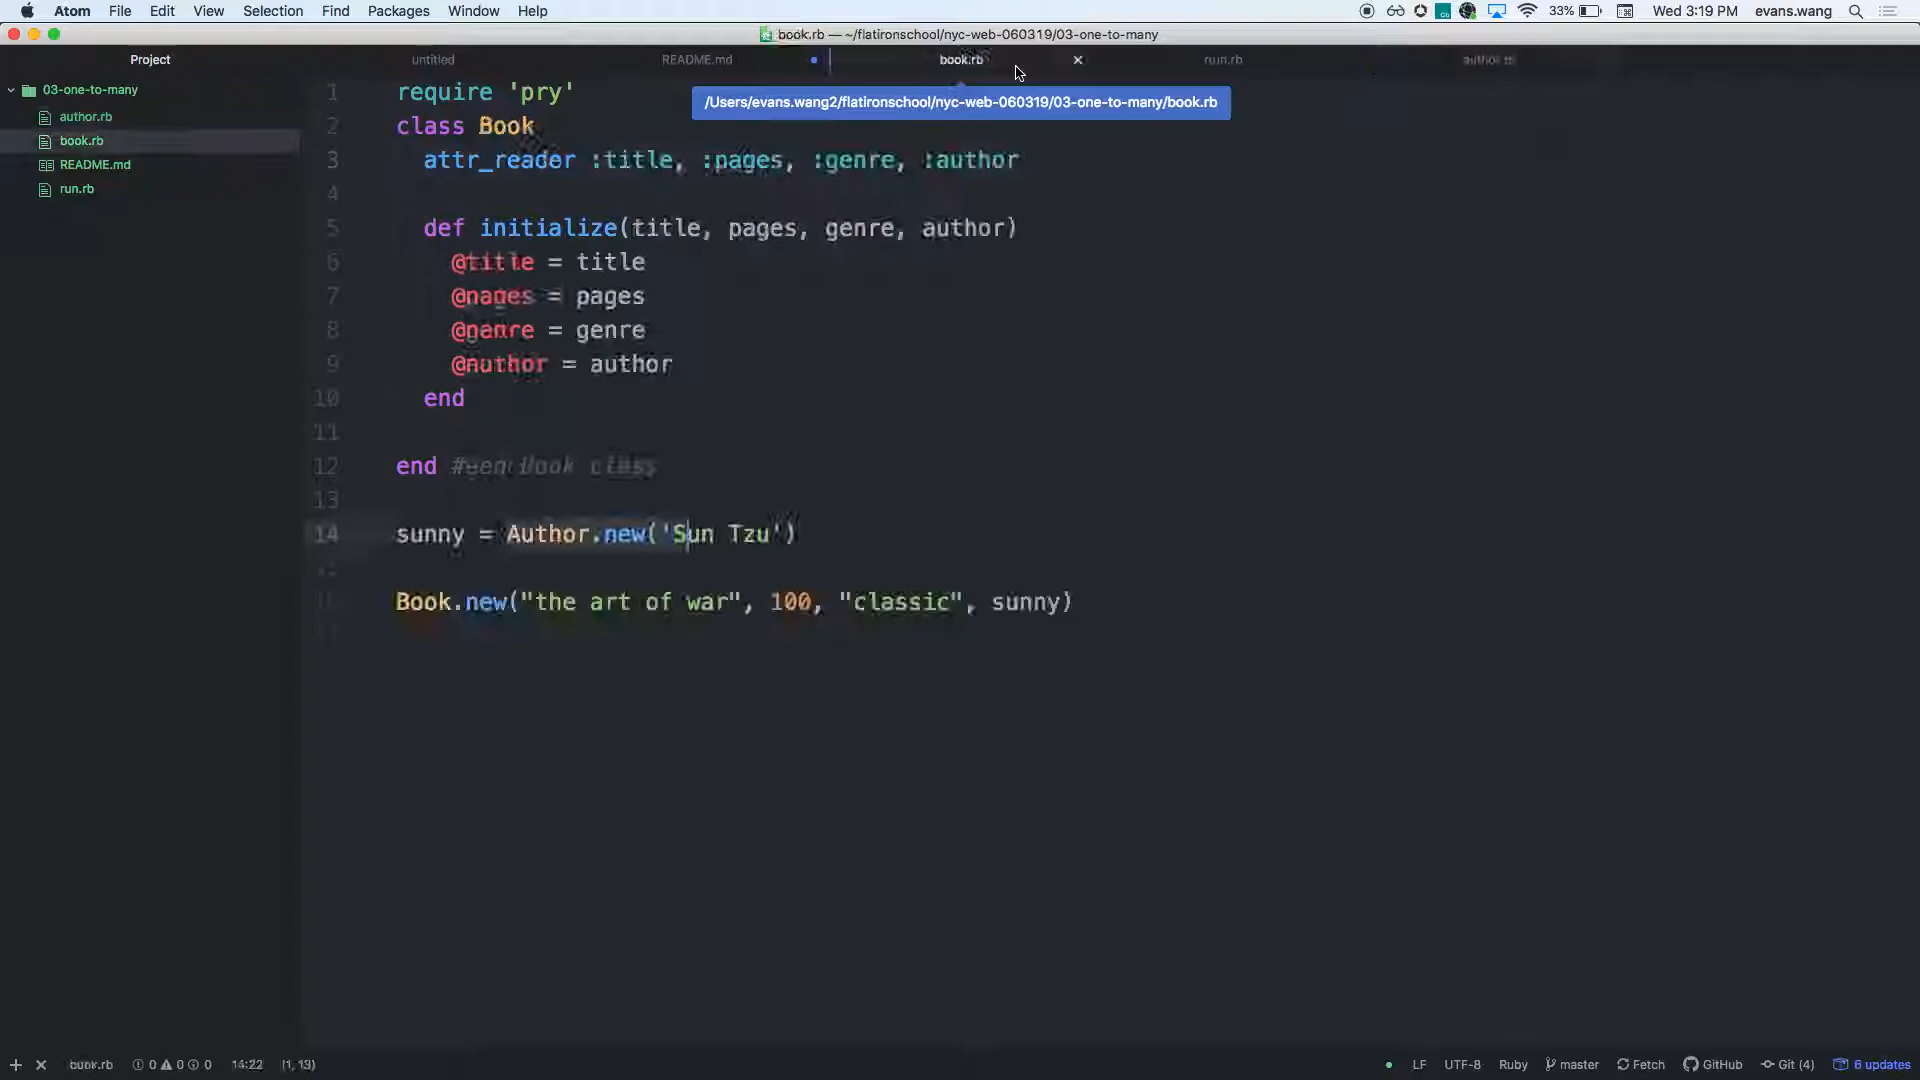 Atom File Edit View Selection Find Packages Window Help 33% Wed 3:19 PM evans.wang
book.rb — ~/flatironschool/nyc-web-060319/03-one-to-many
Project untitled README.md book.rb run.rb author.rb
/Users/evans.wang2/flatironschool/nyc-web-060319/03-one-to-many/book.rb
03-one-to-many
author.rb
book.rb
README.md
run.rb
1 require 'pry'
2 class Book
3 attr_reader :title, :pages, :genre, :author
4
5 def initialize(title, pages, genre, author)
6 @title = title
7 @pages = pages
8 @genre = genre
9 @author = author
10 end
11
12 end # Book class
13
14 sunny = Author.new('Sun Tzu')
Book.new("the art of war", 100, "classic", sunny)
book.rb 0 0 0 14:22 (1, 13) LF UTF-8 Ruby master Fetch GitHub Git (4) 6 updates